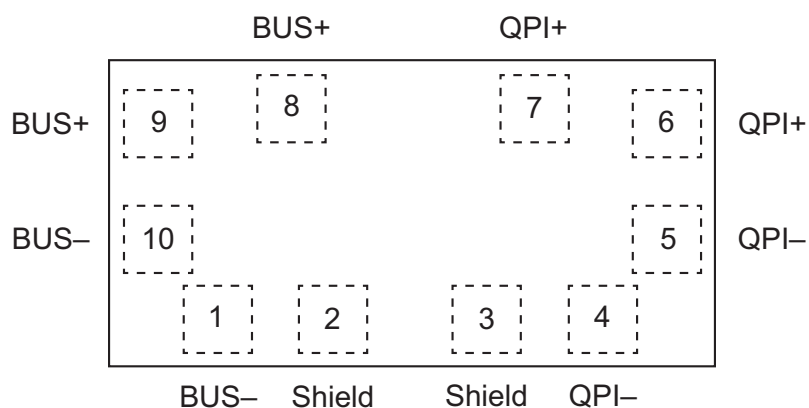 BUS+ QPI+
BUS+ 9 8 7 6 QPI+
BUS– 10 5 QPI–
1 2 3 4
BUS– Shield Shield QPI–